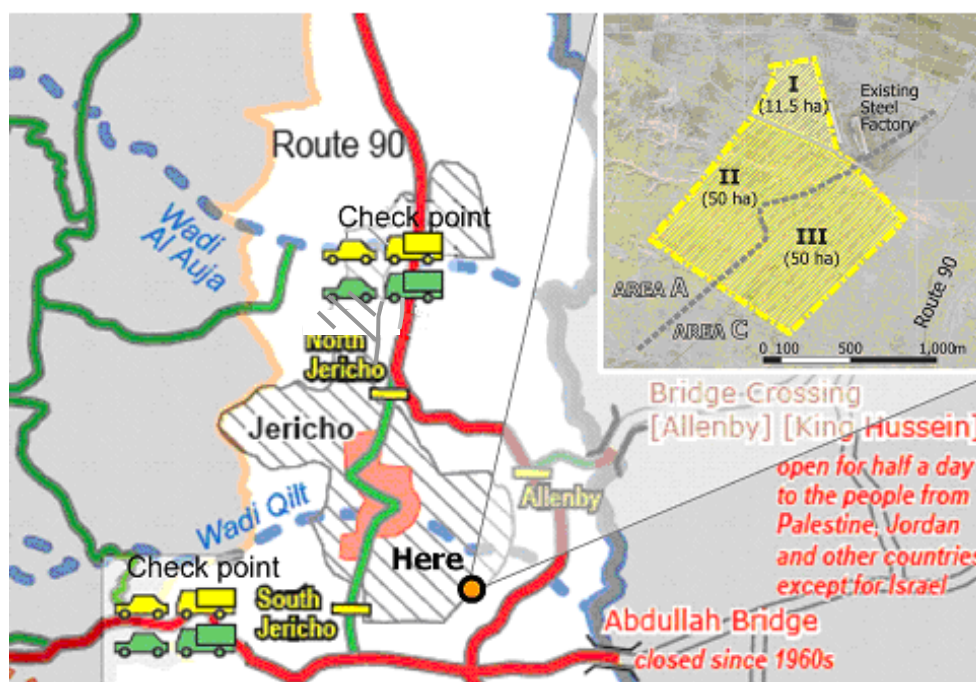 Route 90
Check point
Wadi
Al Auja
North
Jericho
Jericho
Wadi Qilt
Here
Allenby
Check point
South
Jericho
I
(11.5 ha)
Existing
Steel
Factory
II
(50 ha)
III
(50 ha)
AREA A
AREA C
Route 90
0 100 500 1,000m
Bridge Crossing
[Allenby] [King Hussein]
open for half a day
to the people from
Palestine, Jordan
and other countries
except for Israel
Abdullah Bridge
closed since 1960s